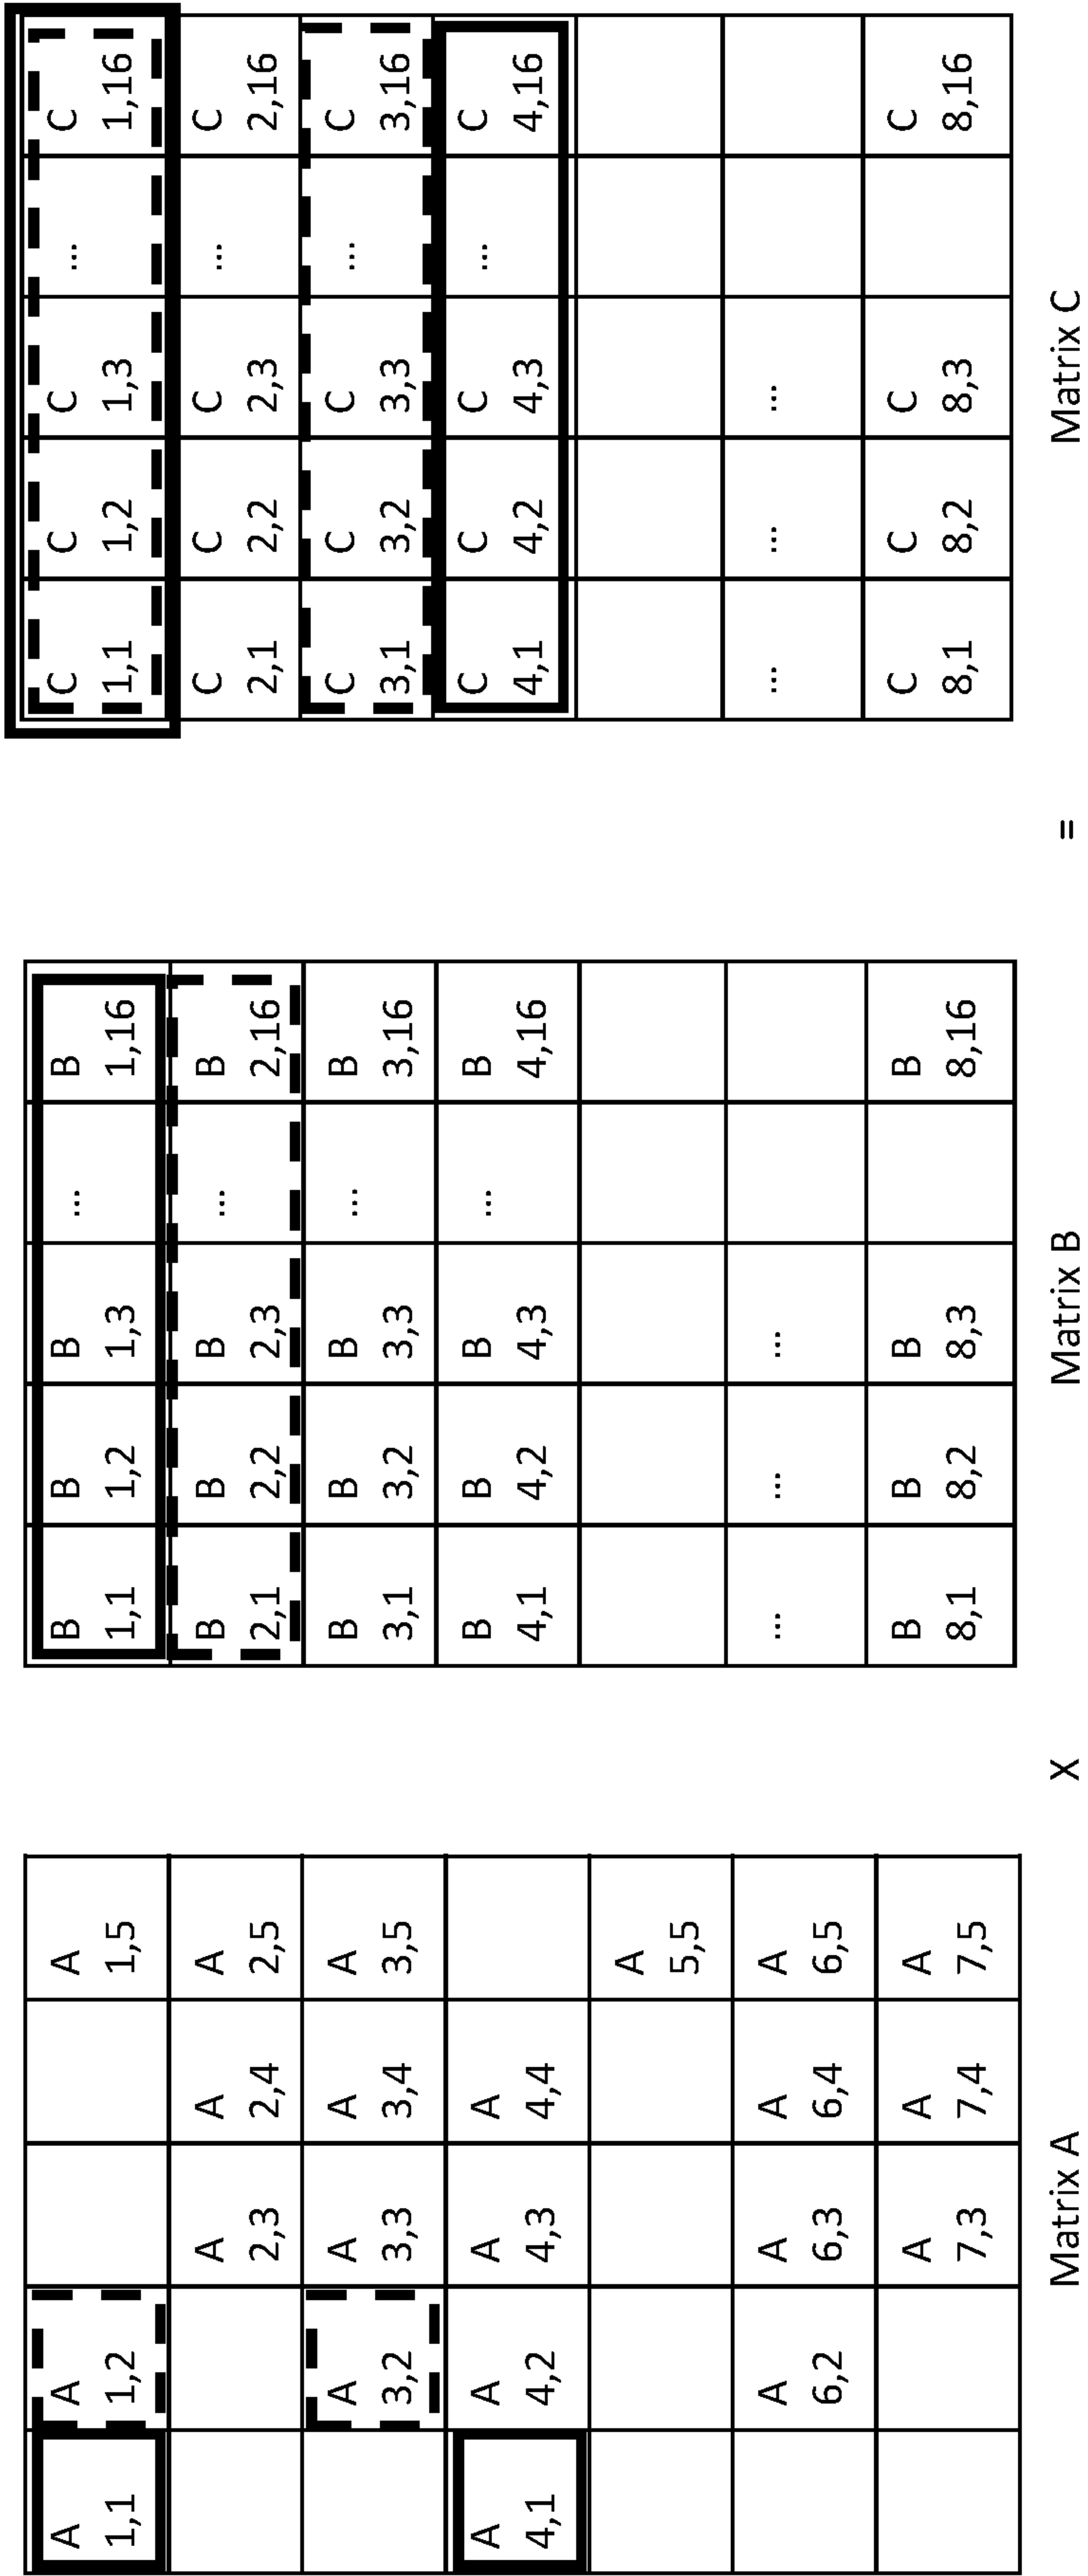 A A A
1,1 1,2 1,5
A A A
2,3 2,4 2,5
A A A A
3,2 3,3 3,4 3,5
A A A A
4,1 4,2 4,3 4,4
A
5,5
A A A A
6,2 6,3 6,4 6,5
A A A
7,3 7,4 7,5
Matrix A
X
B B B ... B
1,1 1,2 1,3 1,16
B B B ... B
2,1 2,2 2,3 2,16
B B B ... B
3,1 3,2 3,3 3,16
B B B ... B
4,1 4,2 4,3 4,16
... ... ...
B B B B
8,1 8,2 8,3 8,16
Matrix B
=
C C C ... C
1,1 1,2 1,3 1,16
C C C ... C
2,1 2,2 2,3 2,16
C C C ... C
3,1 3,2 3,3 3,16
C C C ... C
4,1 4,2 4,3 4,16
... ... ...
C C C C
8,1 8,2 8,3 8,16
Matrix C